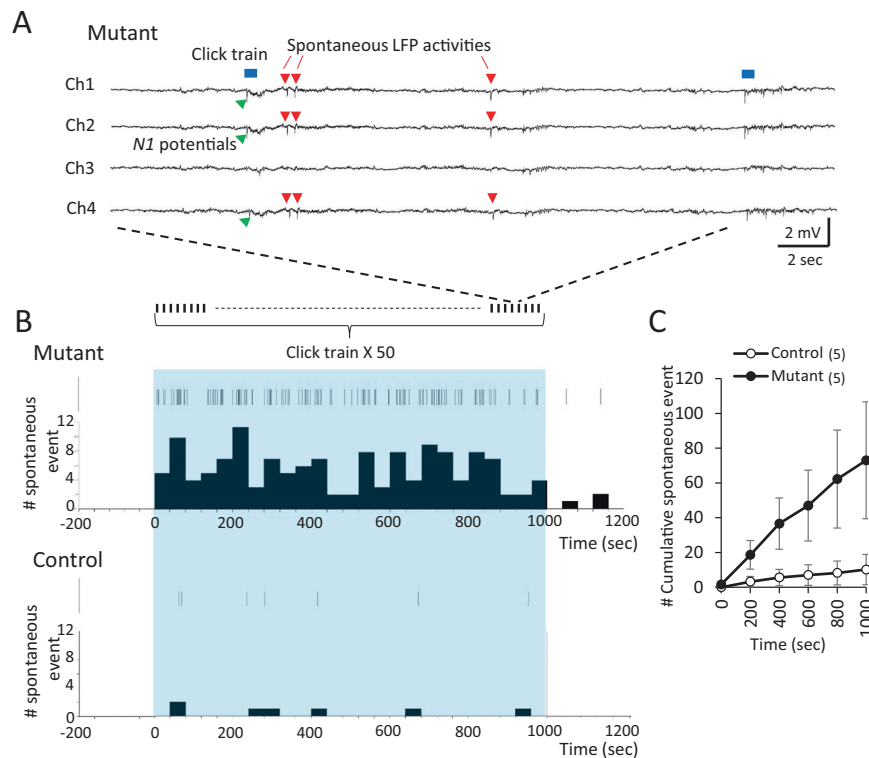 A
Mutant
Click train
Spontaneous LFP activities
Ch1
Ch2
N1 potentials
Ch3
Ch4
2 mV
2 sec
B
Click train X 50
Mutant
# spontaneous event
12
8
4
0
-200 0 200 400 600 800 1000 1200
Time (sec)
Control
# spontaneous event
12
8
4
0
-200 0 200 400 600 800 1000 1200
Time (sec)
C
Control (5)
Mutant (5)
# Cumulative spontaneous event
120
100
80
60
40
20
0
0 200 400 600 800 1000
Time (sec)